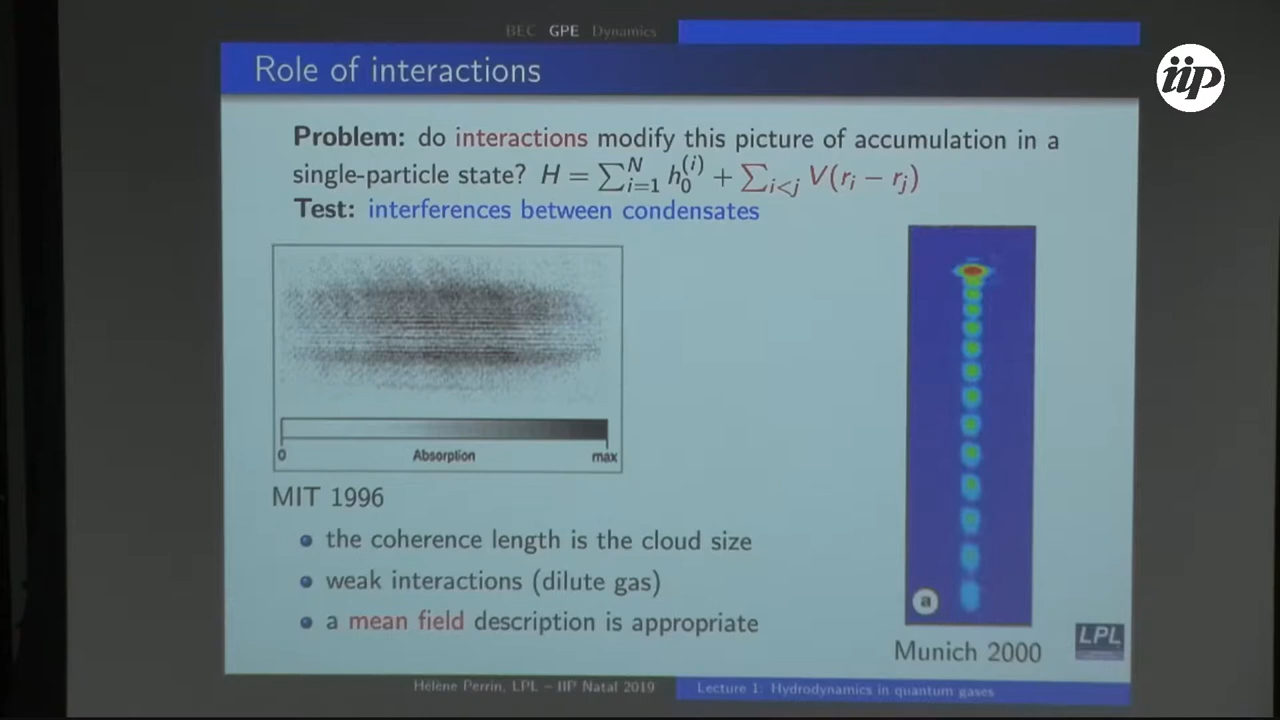 BEC GPE Dynamics
Role of interactions
iip
Problem: do interactions modify this picture of accumulation in a
single-particle state? H = ∑_{i=1}^{N} h_0^{(i)} + ∑_{i<j} V(r_i − r_j)
Test: interferences between condensates
0 Absorption max
MIT 1996
the coherence length is the cloud size
weak interactions (dilute gas)
a mean field description is appropriate
a
Munich 2000
LPL
Hélène Perrin, LPL – IIP Natal 2019
Lecture 1: Hydrodynamics in quantum gases